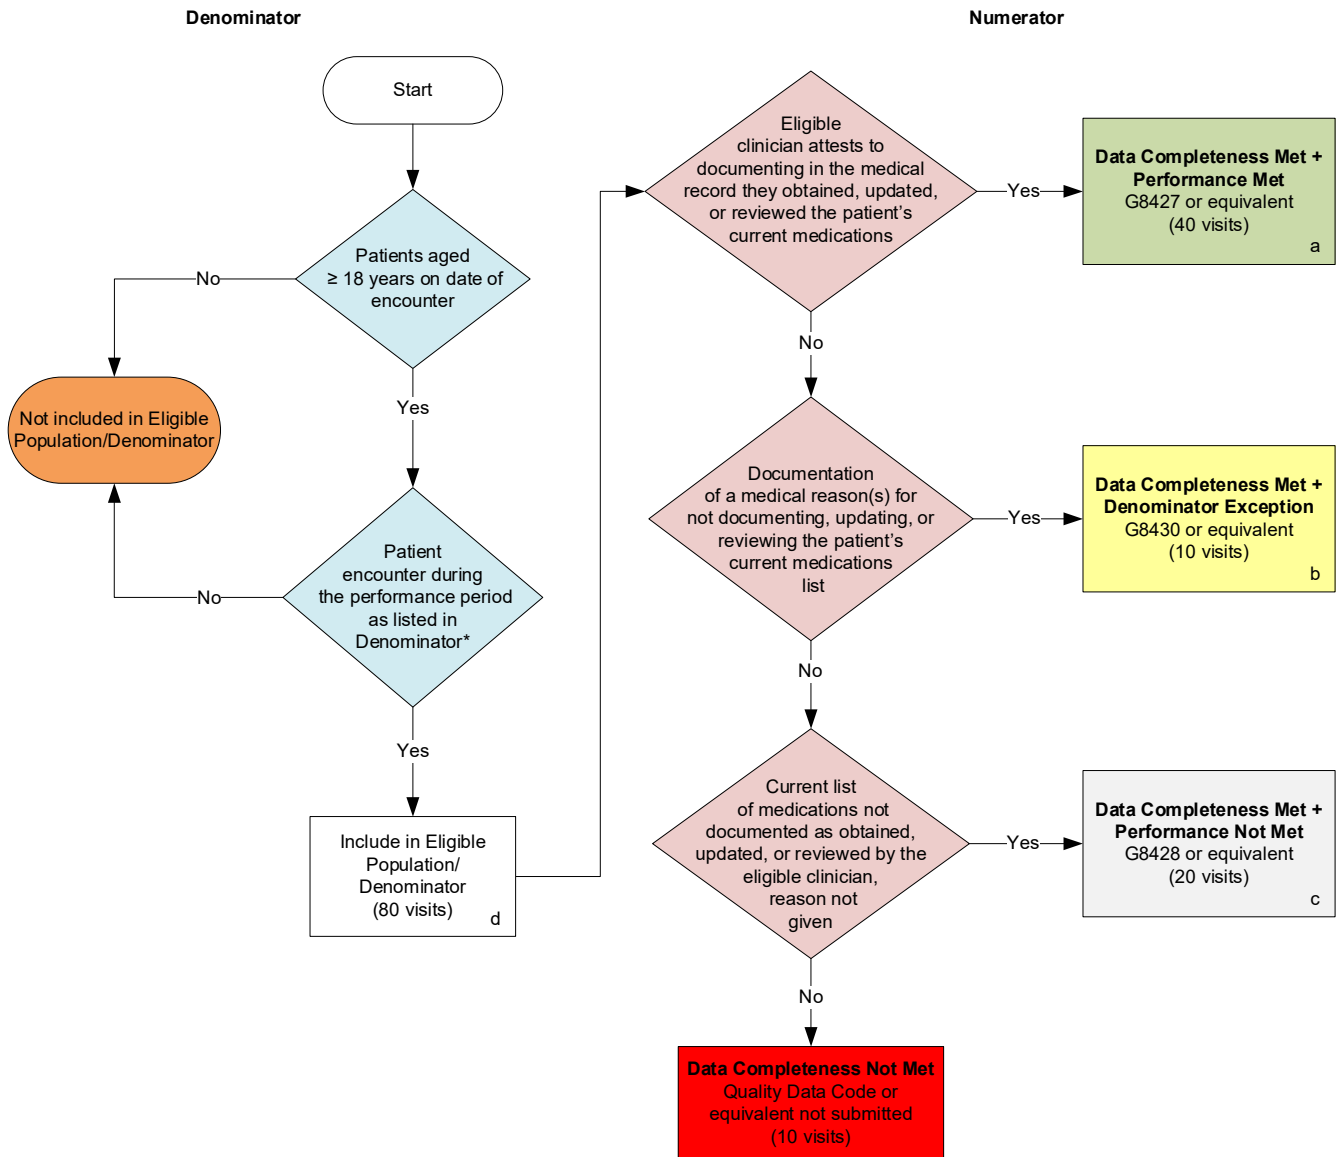 Denominator
Numerator
Start
Patients aged
≥ 18 years on date of
encounter
No
Yes
Not included in Eligible
Population/Denominator
Patient
encounter during
the performance period
as listed in
Denominator*
No
Yes
Include in Eligible
Population/
Denominator
(80 visits)
d
Eligible
clinician attests to
documenting in the medical
record they obtained, updated,
or reviewed the patient’s
current medications
Yes
Data Completeness Met +
Performance Met
G8427 or equivalent
(40 visits)
a
No
Documentation
of a medical reason(s) for
not documenting, updating, or
reviewing the patient’s
current medications
list
Yes
Data Completeness Met +
Denominator Exception
G8430 or equivalent
(10 visits)
b
No
Current list
of medications not
documented as obtained,
updated, or reviewed by the
eligible clinician,
reason not
given
Yes
Data Completeness Met +
Performance Not Met
G8428 or equivalent
(20 visits)
c
No
Data Completeness Not Met
Quality Data Code or
equivalent not submitted
(10 visits)